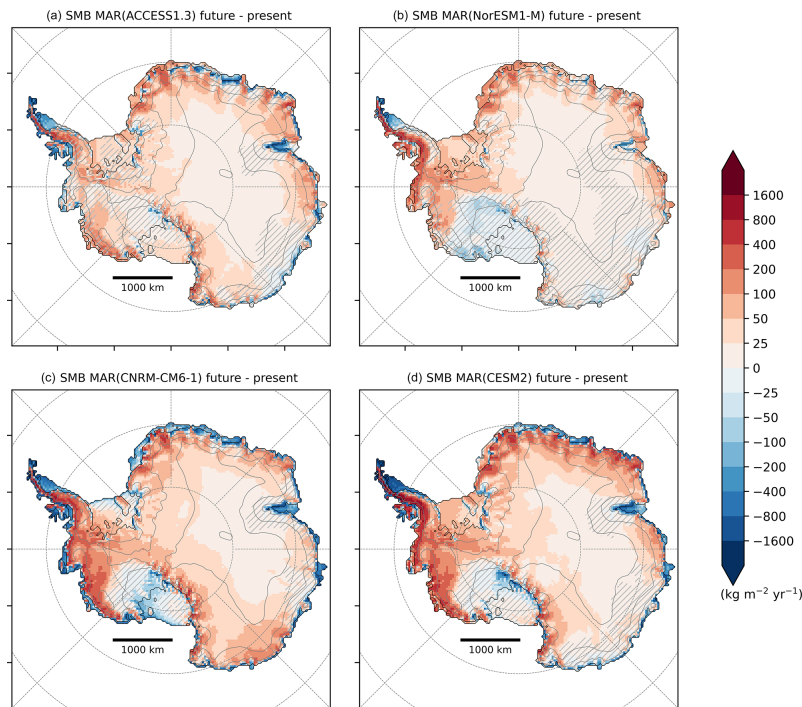 (a) SMB MAR(ACCESS1.3) future - present
(b) SMB MAR(NorESM1-M) future - present
1000 km
1000 km
(c) SMB MAR(CNRM-CM6-1) future - present
(d) SMB MAR(CESM2) future - present
1000 km
1000 km
1600
800
400
200
100
50
25
0
−25
−50
−100
−200
−400
−800
−1600
(kg m⁻² yr⁻¹)